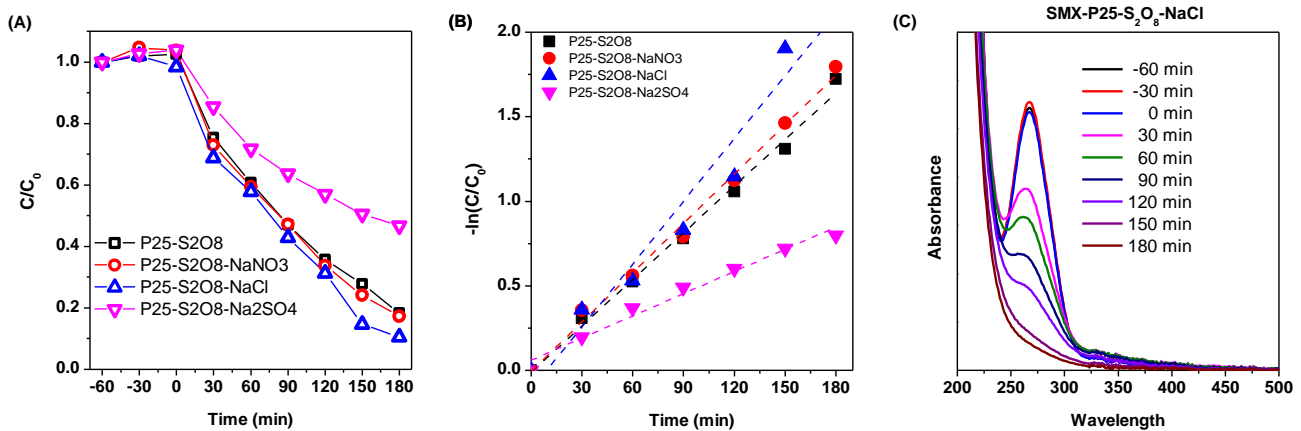 (A)
C/C0
1.0
0.8
0.6
0.4
0.2
0.0
P25-S2O8
P25-S2O8-NaNO3
P25-S2O8-NaCl
P25-S2O8-Na2SO4
-60 -30 0 30 60 90 120 150 180
Time (min)
(B)
-ln(C/C0)
-2.0
1.5
1.0
0.5
0.0
P25-S2O8
P25-S2O8-NaNO3
P25-S2O8-NaCl
P25-S2O8-Na2SO4
0 30 60 90 120 150 180
Time (min)
(C)
SMX-P25-S2O8-NaCl
Absorbance
-60 min
-30 min
0 min
30 min
60 min
90 min
120 min
150 min
180 min
200 250 300 350 400 450 500
Wavelength